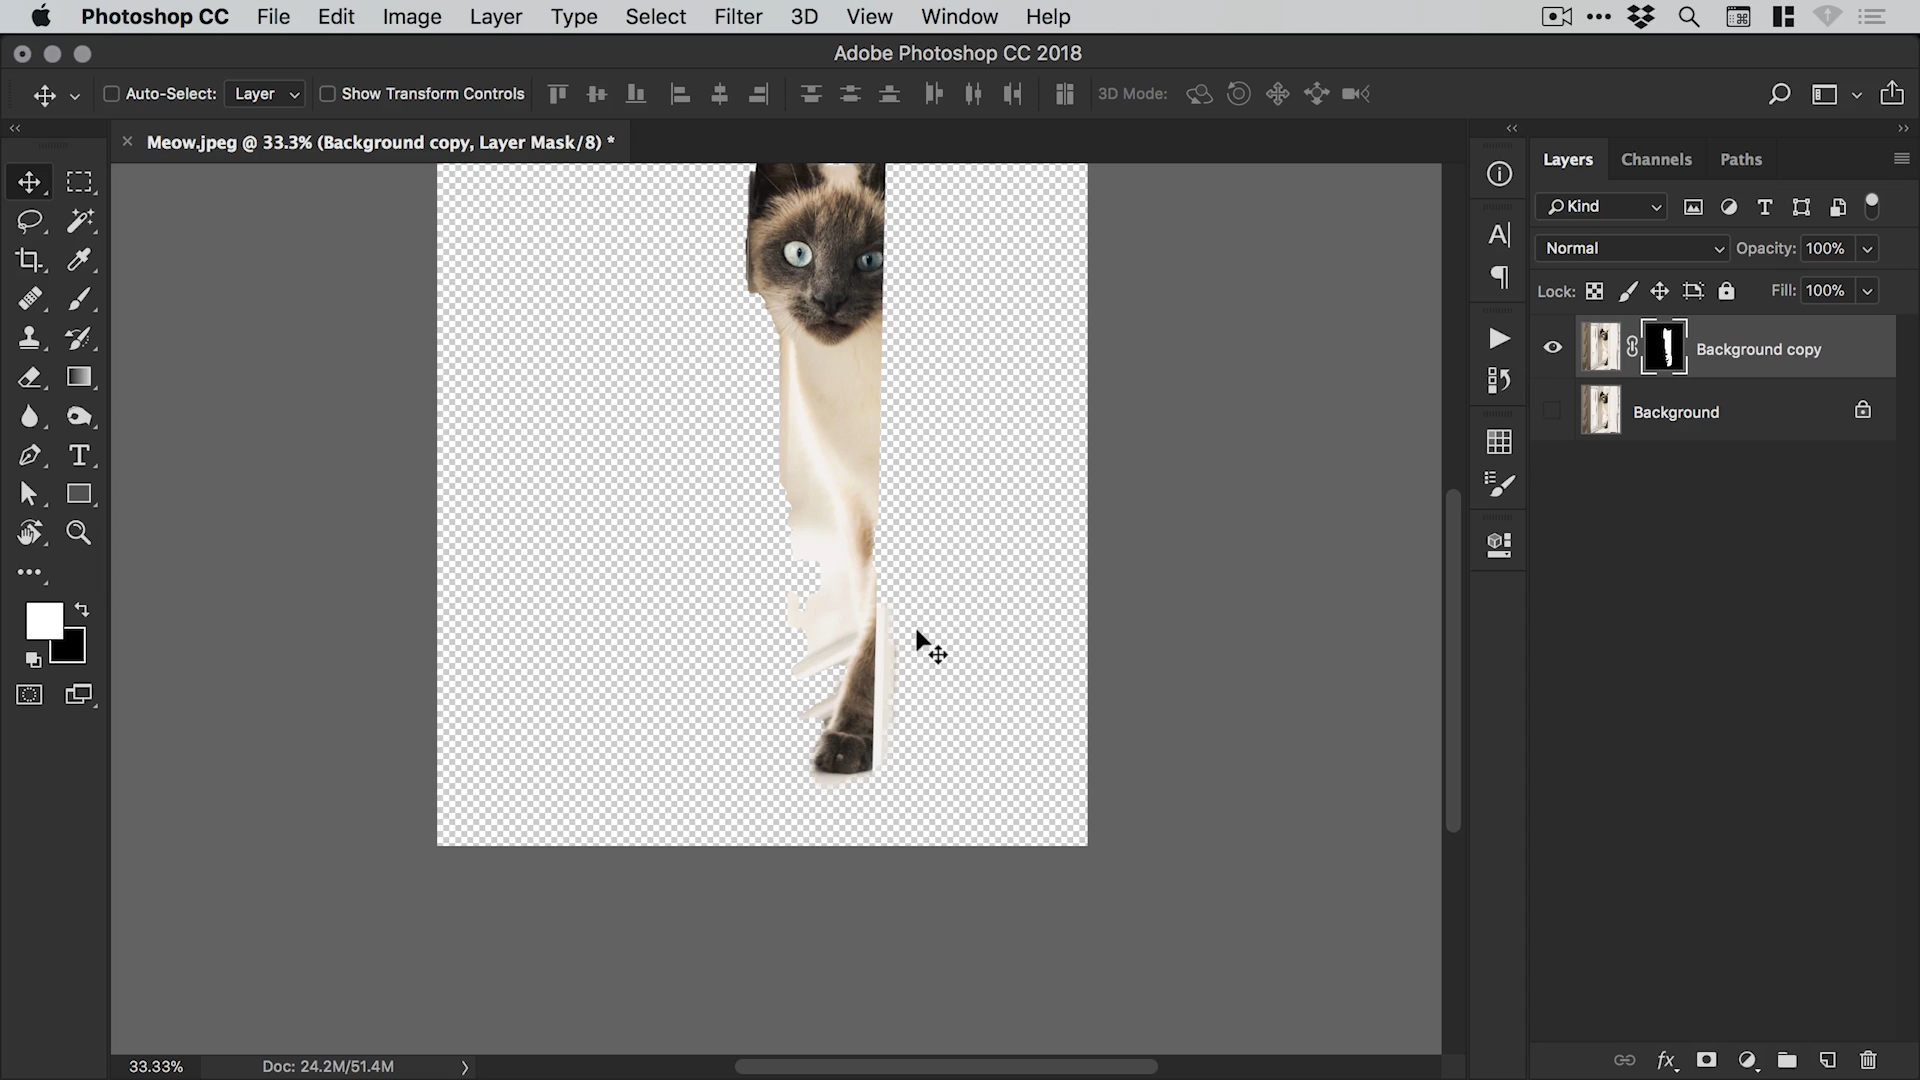 Photoshop CC File Edit Image Layer Type Select Filter 3D View Window Help
Adobe Photoshop CC 2018
Auto-Select: Layer Show Transform Controls 3D Mode:
Meow.jpeg @ 33.3% (Background copy, Layer Mask/8) *
Layers Channels Paths
Kind
Normal Opacity: 100%
Lock: Fill: 100%
Background copy
Background
33.33% Doc: 24.2M/51.4M